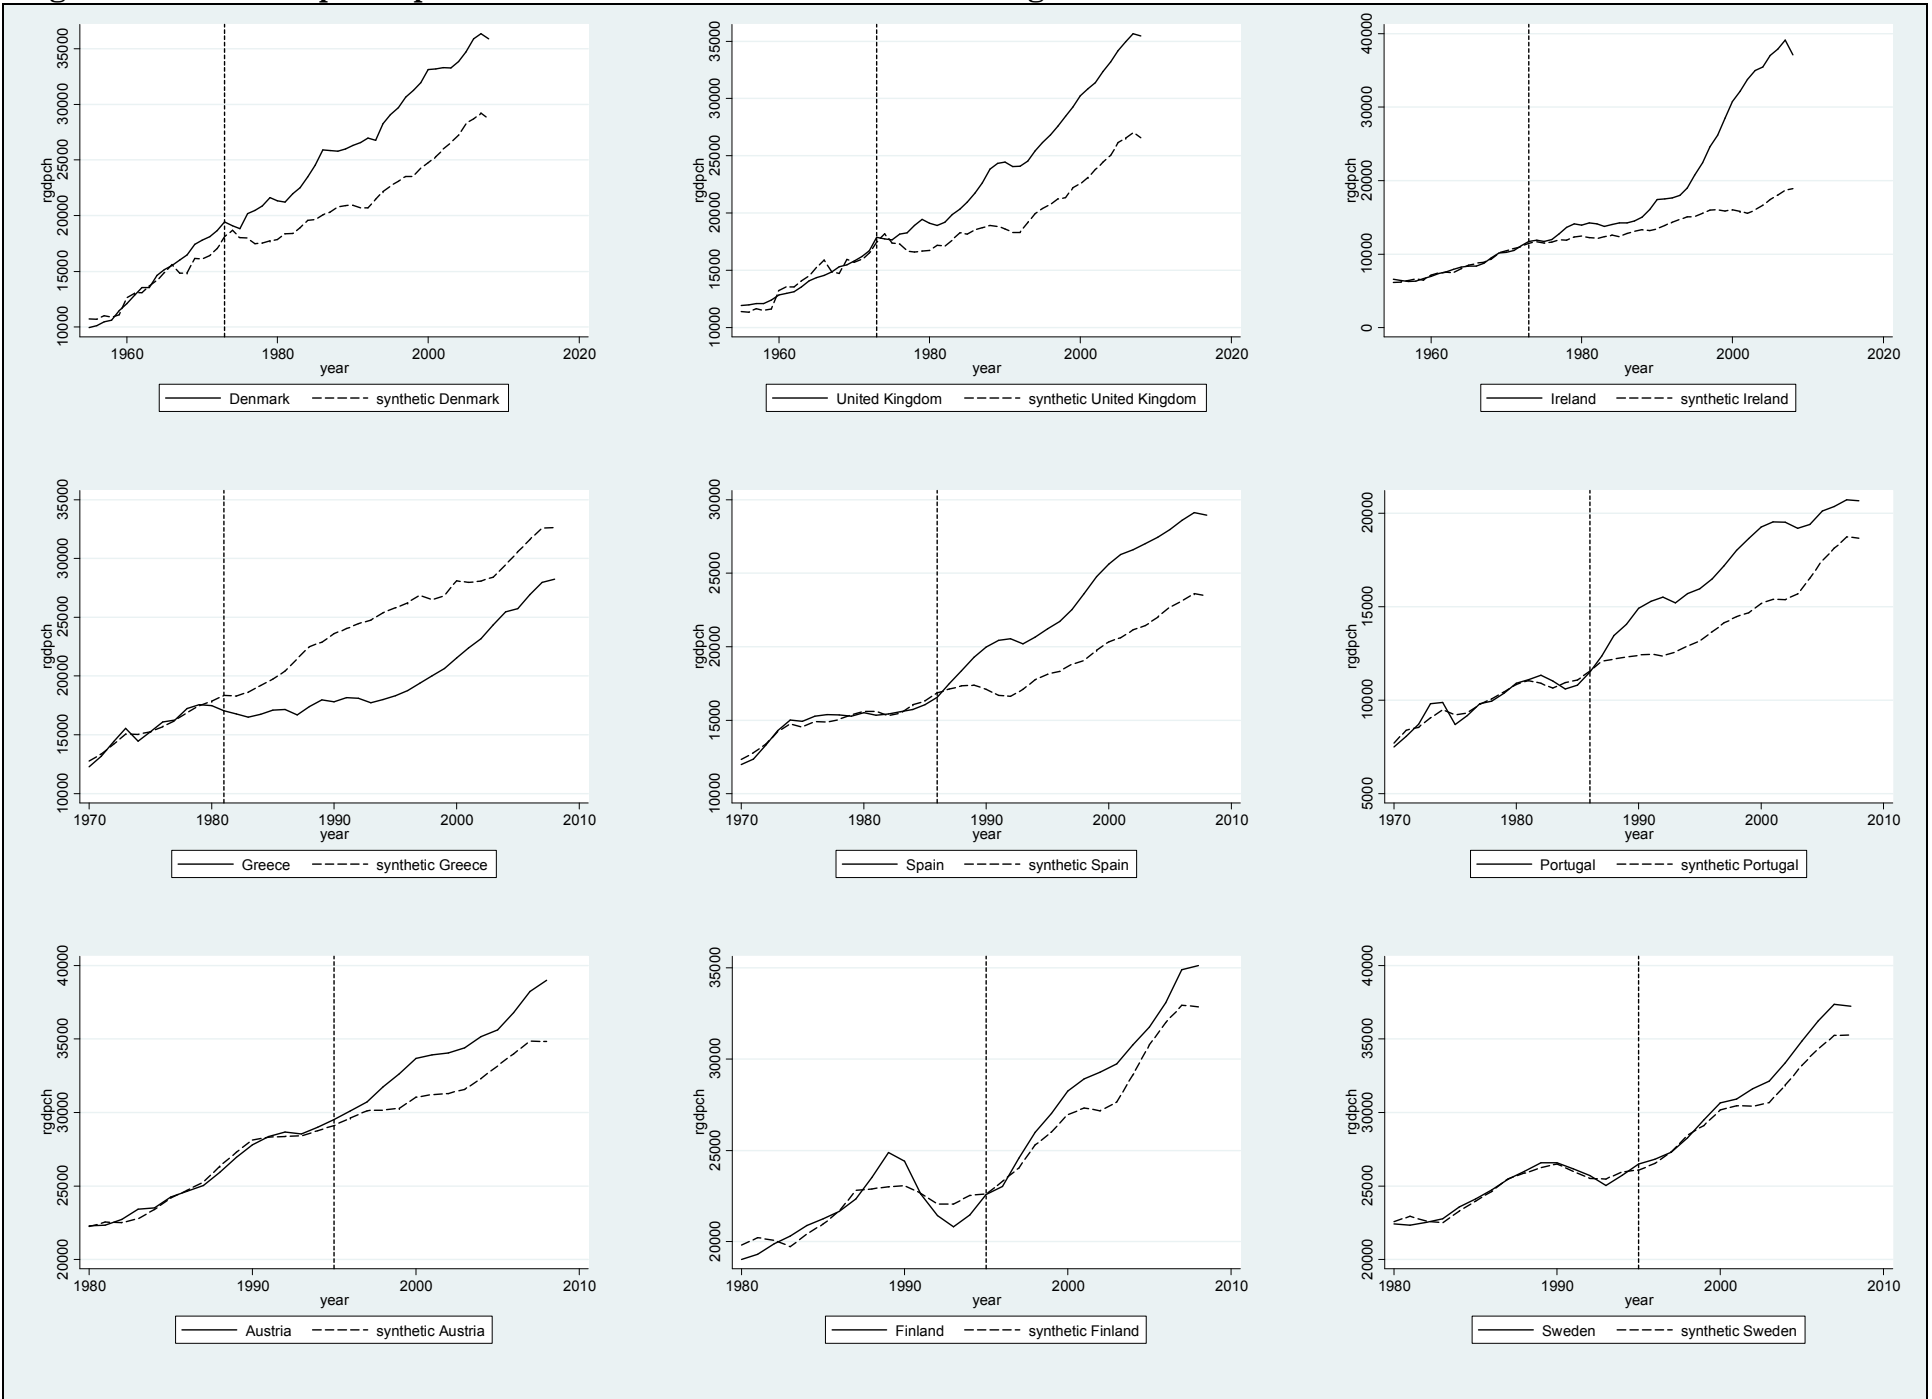 35000
30000
25000
20000
15000
10000
rgdpch
1960 1980 2000 2020
year
Denmark synthetic Denmark
35000
30000
25000
20000
15000
10000
rgdpch
1960 1980 2000 2020
year
United Kingdom synthetic United Kingdom
40000
30000
20000
10000
0
rgdpch
1960 1980 2000 2020
year
Ireland synthetic Ireland
35000
30000
25000
20000
15000
10000
rgdpch
1970 1980 1990 2000 2010
year
Greece synthetic Greece
30000
25000
20000
15000
10000
rgdpch
1970 1980 1990 2000 2010
year
Spain synthetic Spain
20000
15000
10000
5000
rgdpch
1970 1980 1990 2000 2010
year
Portugal synthetic Portugal
40000
35000
30000
25000
20000
rgdpch
1980 1990 2000 2010
year
Austria synthetic Austria
35000
30000
25000
20000
rgdpch
1980 1990 2000 2010
year
Finland synthetic Finland
40000
35000
30000
25000
20000
rgdpch
1980 1990 2000 2010
year
Sweden synthetic Sweden